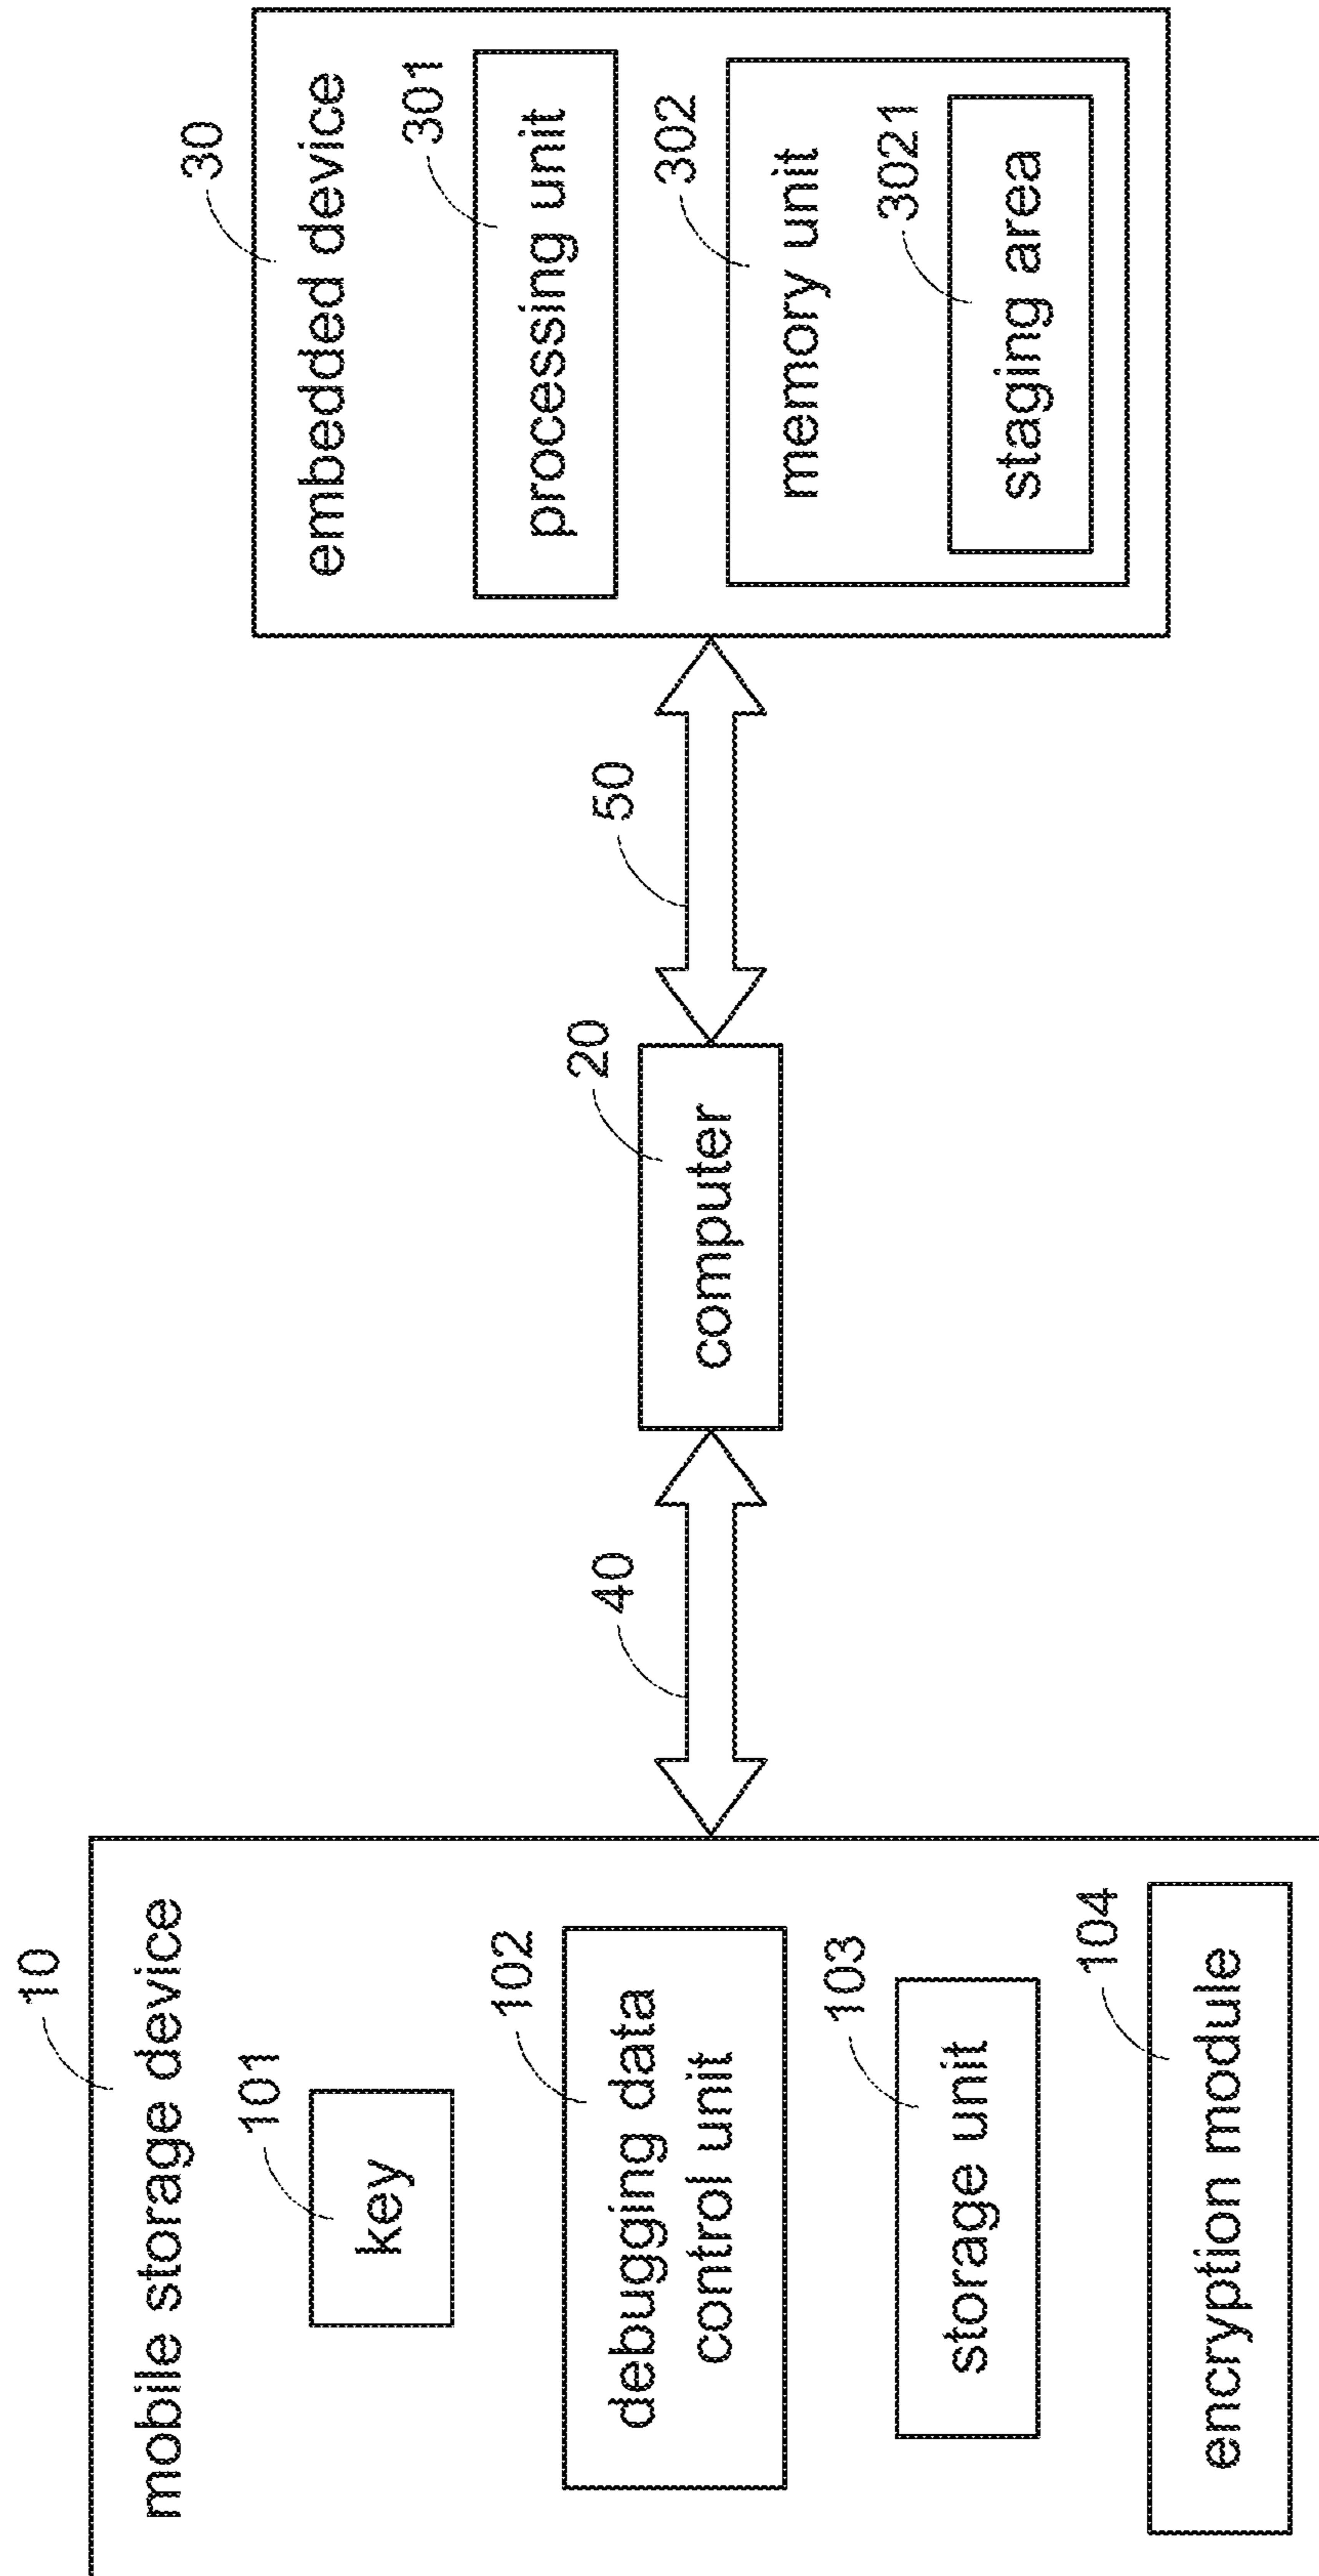 10
mobile storage device
101
key
102
debugging data
control unit
103
storage unit
104
encryption module
40
20
computer
50
30
embedded device
301
processing unit
302
memory unit
3021
staging area